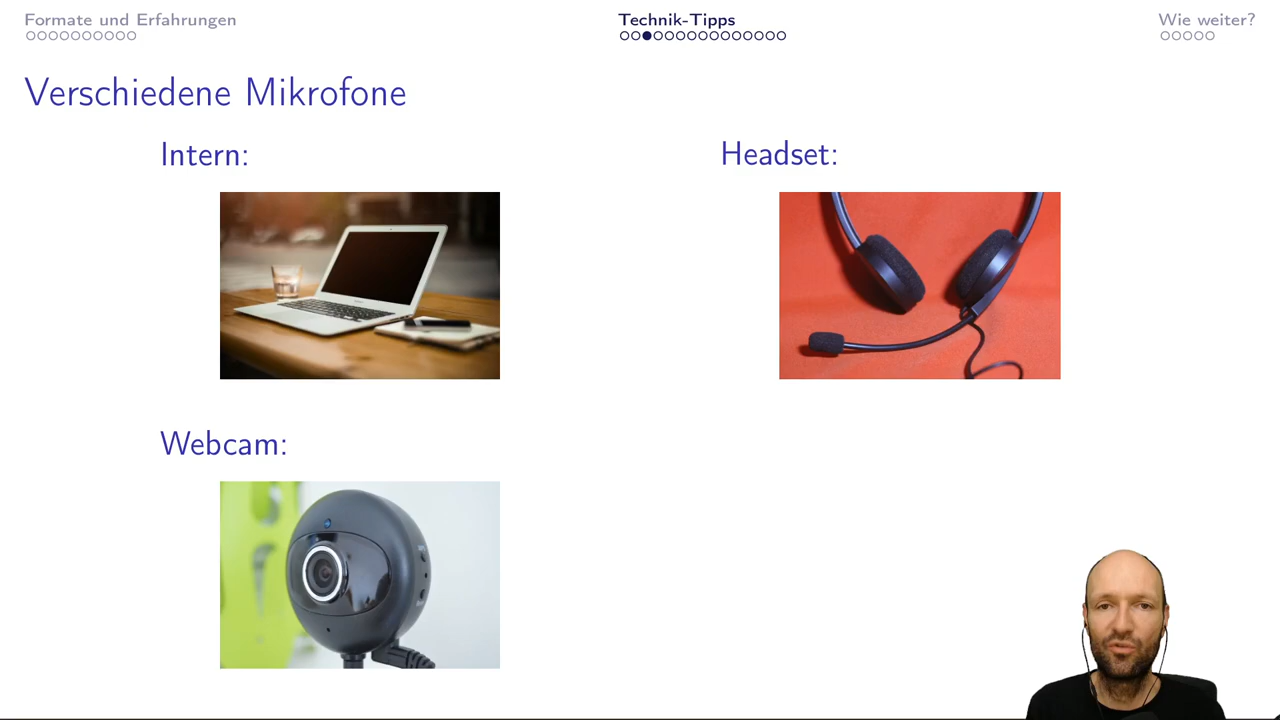 Formate und Erfahrungen
Technik-Tipps
Wie weiter?
Verschiedene Mikrofone
Intern:
Headset:
Webcam: